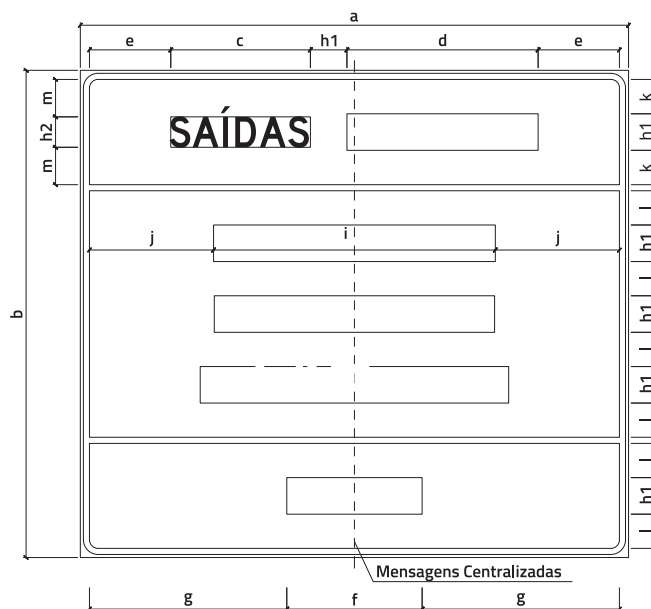 a
e c h1 d e
m h2 m
SAÍDAS
k h1 k
j i j
b
l h1 l h1 l h1 l
l h1 l
Mensagens Centralizadas
g f g